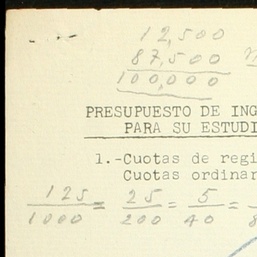 12,500
87,500
100,000
PRESUPUESTO DE ING
PARA SU ESTUDI
1.-Cuotas de regi
Cuotas ordinar
125/1000 = 25/200 = 5/40 =